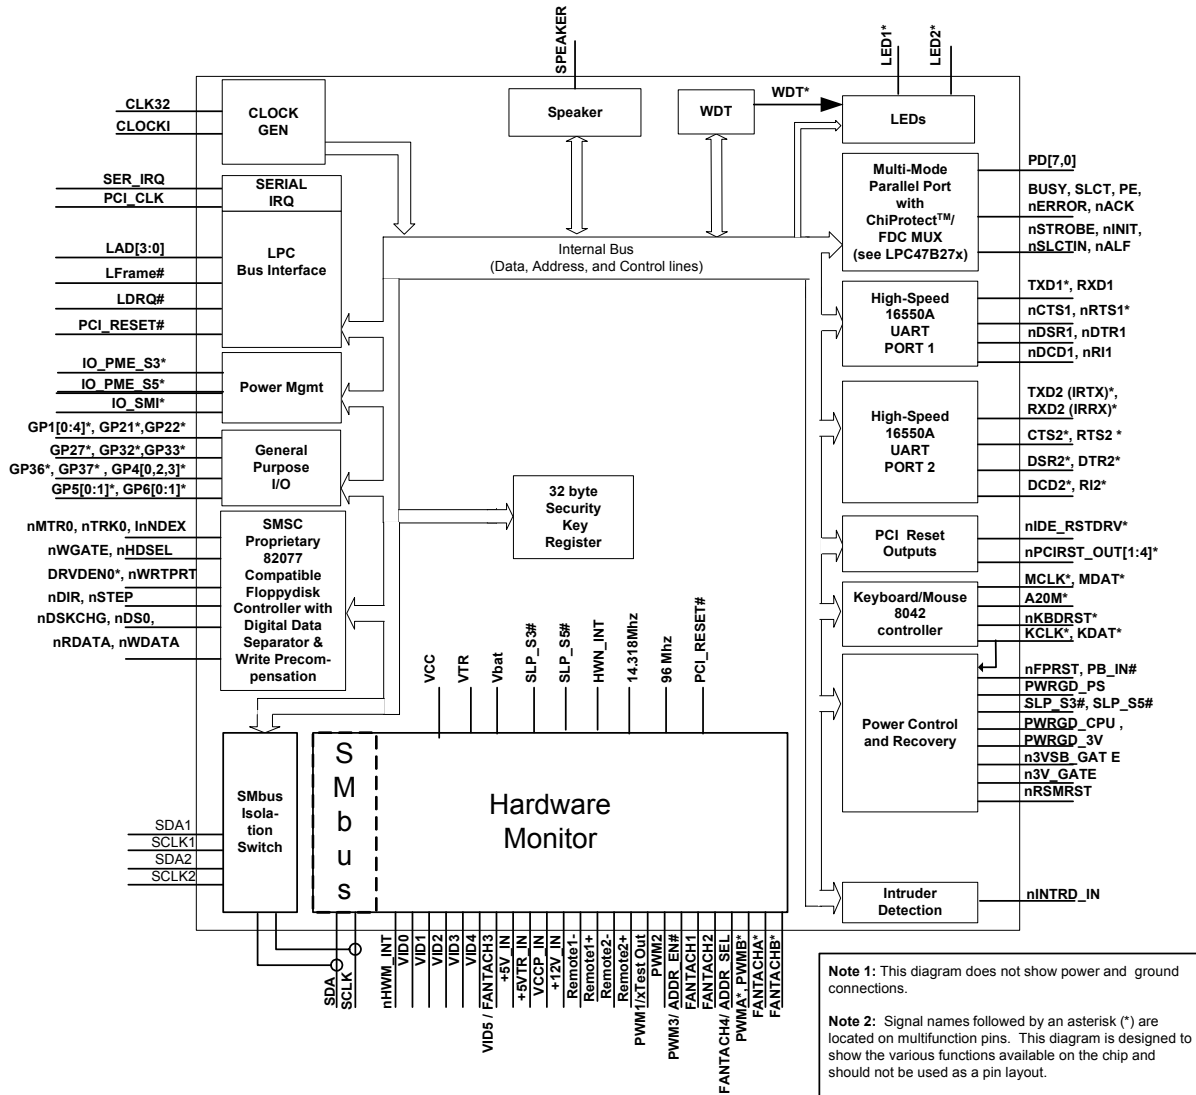 SPEAKER
LED1*
LED2*
CLK32
CLOCKI
CLOCK
GEN
Speaker
WDT
WDT*
LEDs
SER_IRQ
PCI_CLK
LAD[3:0]
LFrame#
LDRQ#
PCI_RESET#
SERIAL
IRQ
LPC
Bus Interface
Internal Bus
(Data, Address, and Control lines)
Multi-Mode
Parallel Port
with
ChiProtect™/
FDC MUX
(see LPC47B27x)
PD[7,0]
BUSY, SLCT, PE,
nERROR, nACK
nSTROBE, nINIT,
nSLCTIN, nALF
High-Speed
16550A
UART
PORT 1
TXD1*, RXD1
nCTS1, nRTS1*
nDSR1, nDTR1
nDCD1, nRI1
IO_PME_S3*
IO_PME_S5*
IO_SMI*
Power Mgmt
GP1[0:4]*, GP21*,GP22*
GP27*, GP32*,GP33*
GP36*, GP37* , GP4[0,2,3]*
GP5[0:1]*, GP6[0:1]*
General
Purpose
I/O
High-Speed
16550A
UART
PORT 2
TXD2 (IRTX)*,
RXD2 (IRRX)*
CTS2*, RTS2 *
DSR2*, DTR2*
DCD2*, RI2*
32 byte
Security
Key
Register
nMTR0, nTRK0, InNDEX
nWGATE, nHDSEL
DRVDEN0*, nWRTPRT
nDIR, nSTEP
nDSKCHG, nDS0,
nRDATA, nWDATA
SMSC
Proprietary
82077
Compatible
Floppydisk
Controller with
Digital Data
Separator &
Write Precom-
pensation
PCI Reset
Outputs
nIDE_RSTDRV*
nPCIRST_OUT[1:4]*
Keyboard/Mouse
8042
controller
MCLK*, MDAT*
A20M*
nKBDRST*
KCLK*, KDAT*
Power Control
and Recovery
nFPRST, PB_IN#
PWRGD_PS
SLP_S3#, SLP_S5#
PWRGD_CPU ,
PWRGD_3V
n3VSB_GAT E
n3V_GATE
nRSMRST
VCC
VTR
Vbat
SLP_S3#
SLP_S5#
HWN_INT
14.318Mhz
96 Mhz
PCI_RESET#
SMbus
Isola-
tion
Switch
SDA1
SCLK1
SDA2
SCLK2
S
M
b
u
s
Hardware
Monitor
Intruder
Detection
nINTRD_IN
SDA
SCLK
nHWM_INT
VID0
VID1
VID2
VID3
VID4
VID5 / FANTACH3
+5V_IN
+5VTR_IN
VCCP_IN
+12V_IN
Remote1-
Remote1+
Remote2-
Remote2+
PWM1/xTest Out
PWM2
PWM3/ ADDR_EN#
FANTACH1
FANTACH2
FANTACH4/ ADDR_SEL
PWMA*, PWMB*
FANTACHA*
FANTACHB*
Note 1: This diagram does not show power and ground
connections.
Note 2: Signal names followed by an asterisk (*) are
located on multifunction pins. This diagram is designed to
show the various functions available on the chip and
should not be used as a pin layout.